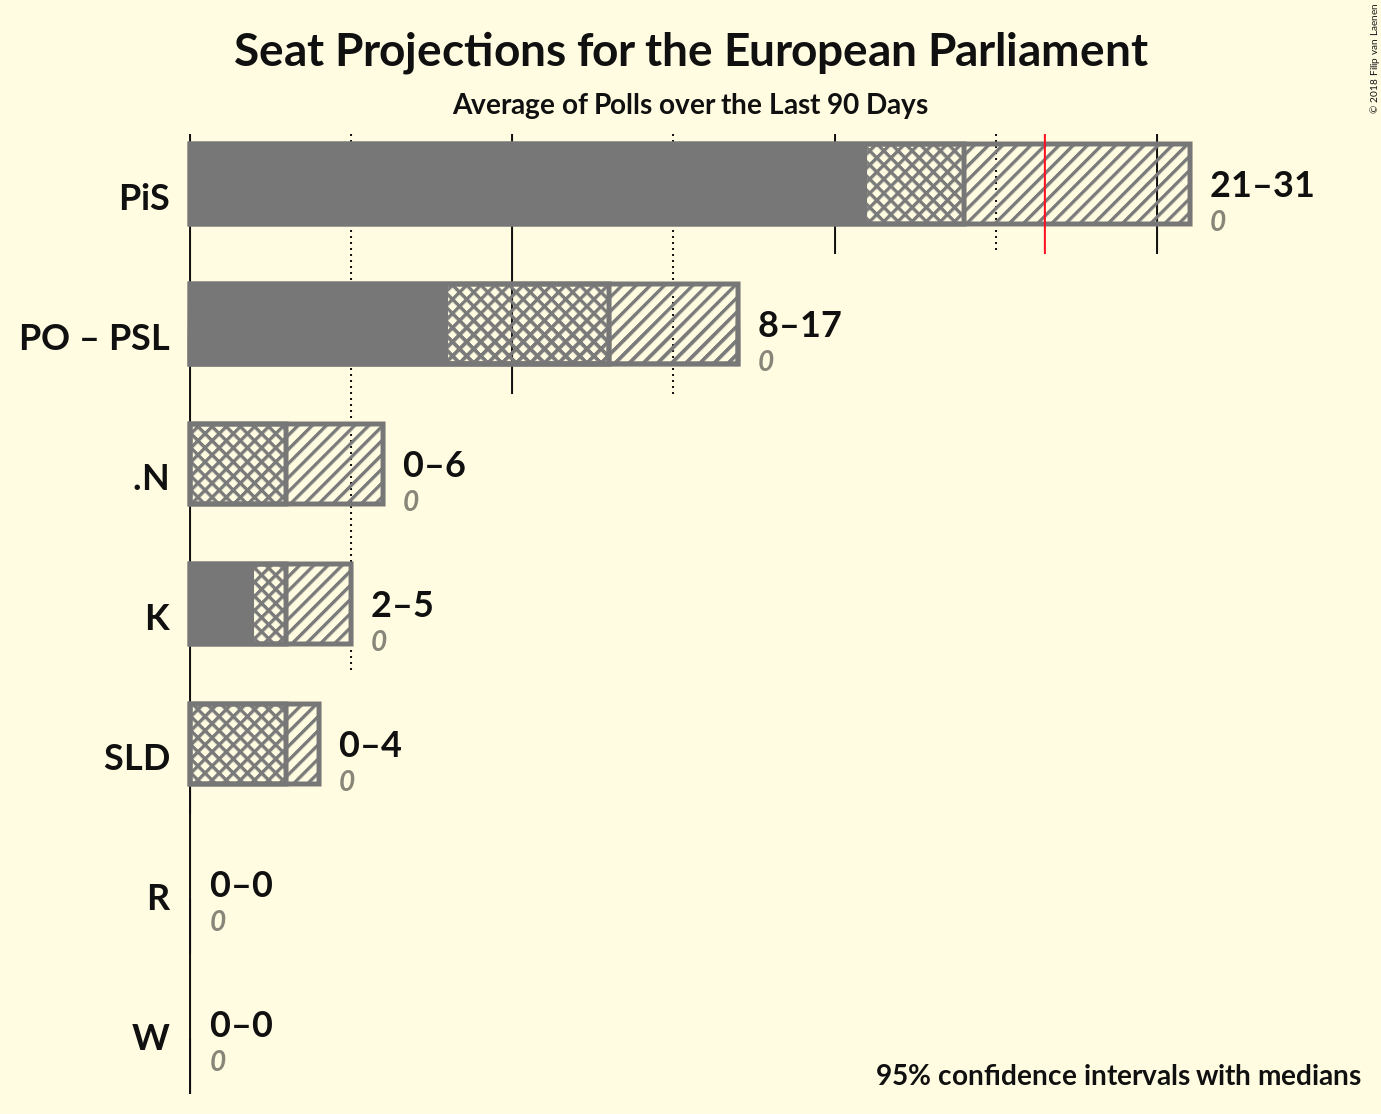 Seat Projections for the European Parliament
Average of Polls over the Last 90 Days
© 2018 Filip van Laenen
PiS
21–31
0
PO – PSL
8–17
0
.N
0–6
0
K
2–5
0
SLD
0–4
0
R
0–0
0
W
0–0
0
95% confidence intervals with medians